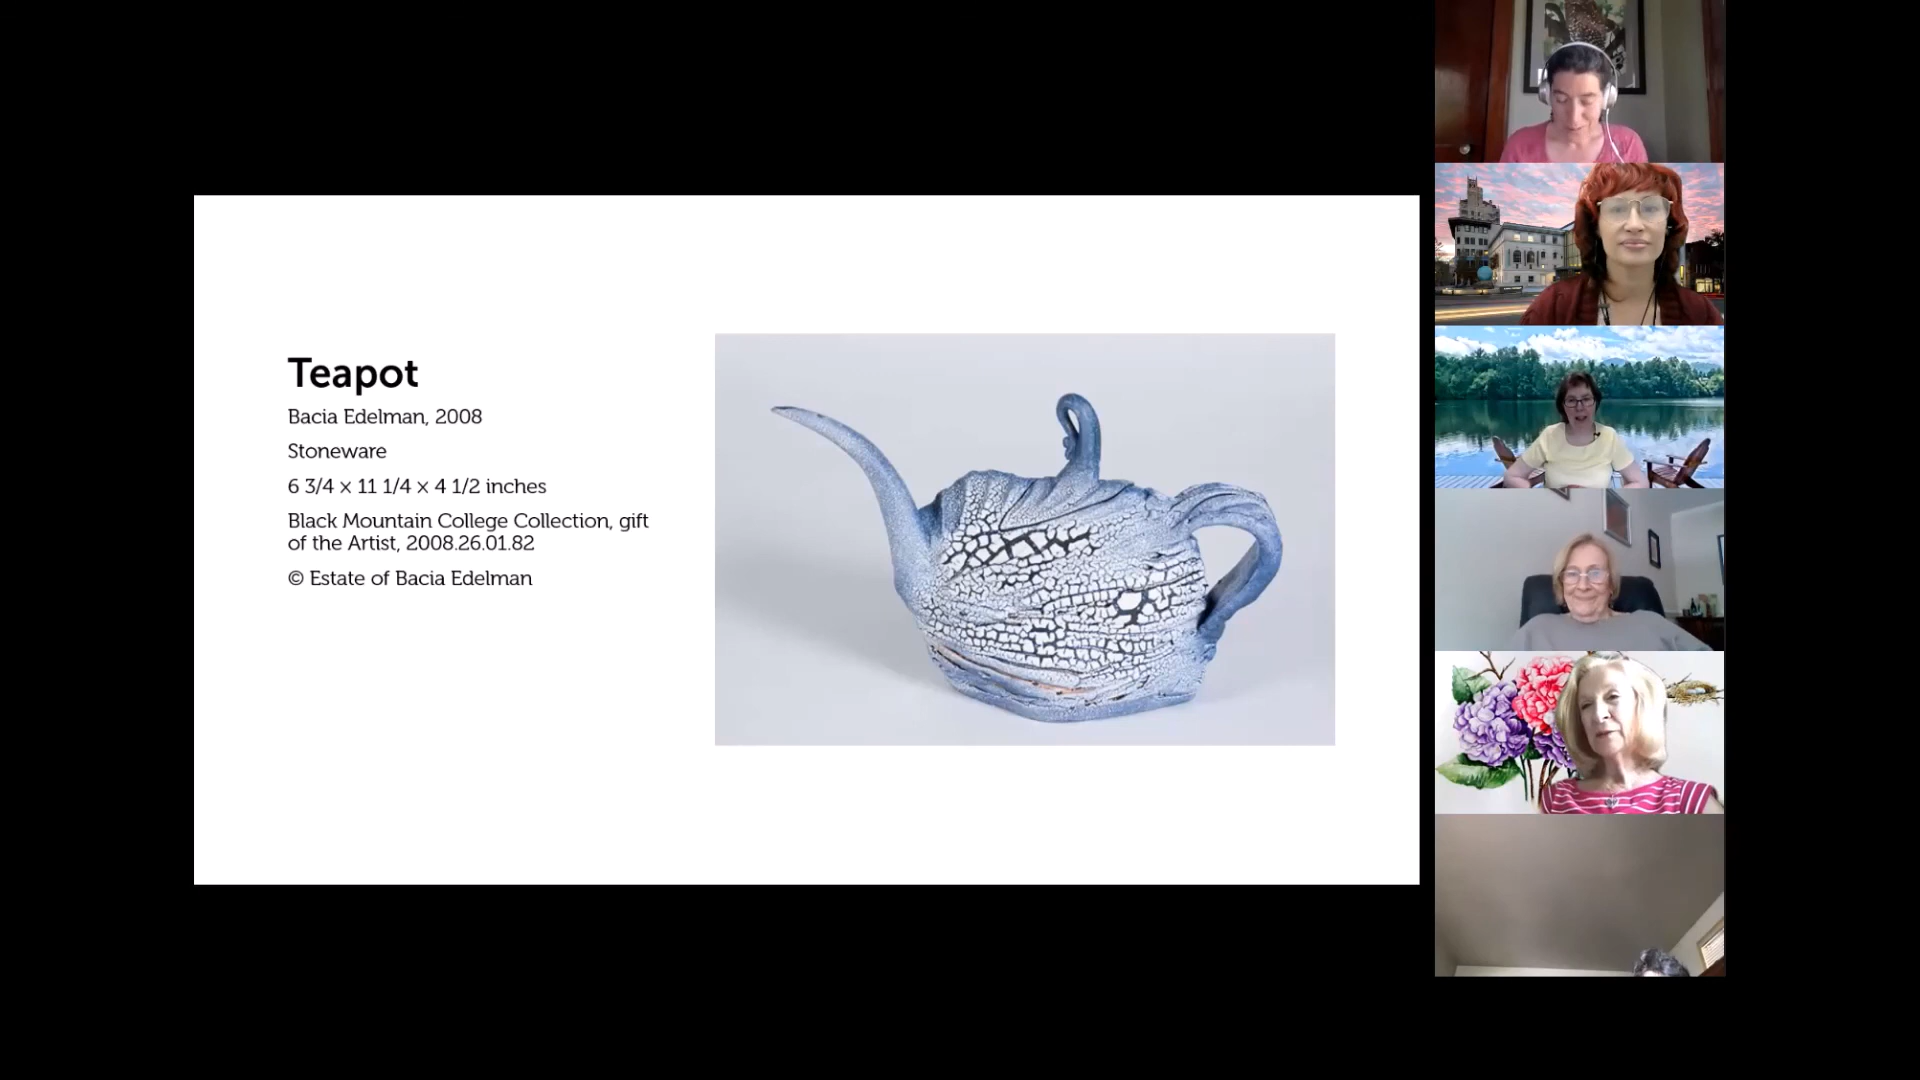 Teapot
Bacia Edelman, 2008
Stoneware
6 3/4 × 11 1/4 × 4 1/2 inches
Black Mountain College Collection, gift
of the Artist, 2008.26.01.82
© Estate of Bacia Edelman